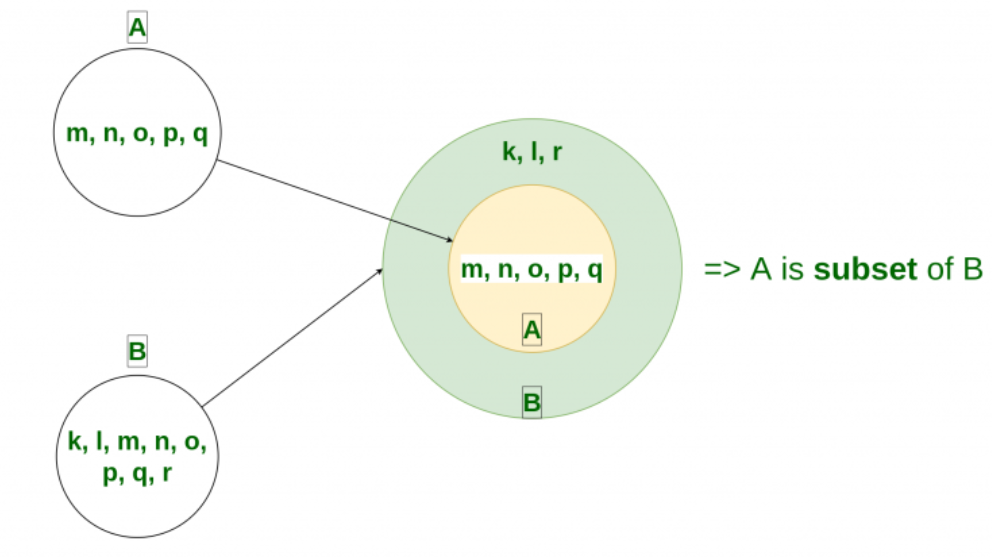 A
m, n, o, p, q
k, l, r
m, n, o, p, q
A
B
=> A is subset of B
B
k, l, m, n, o,
p, q, r